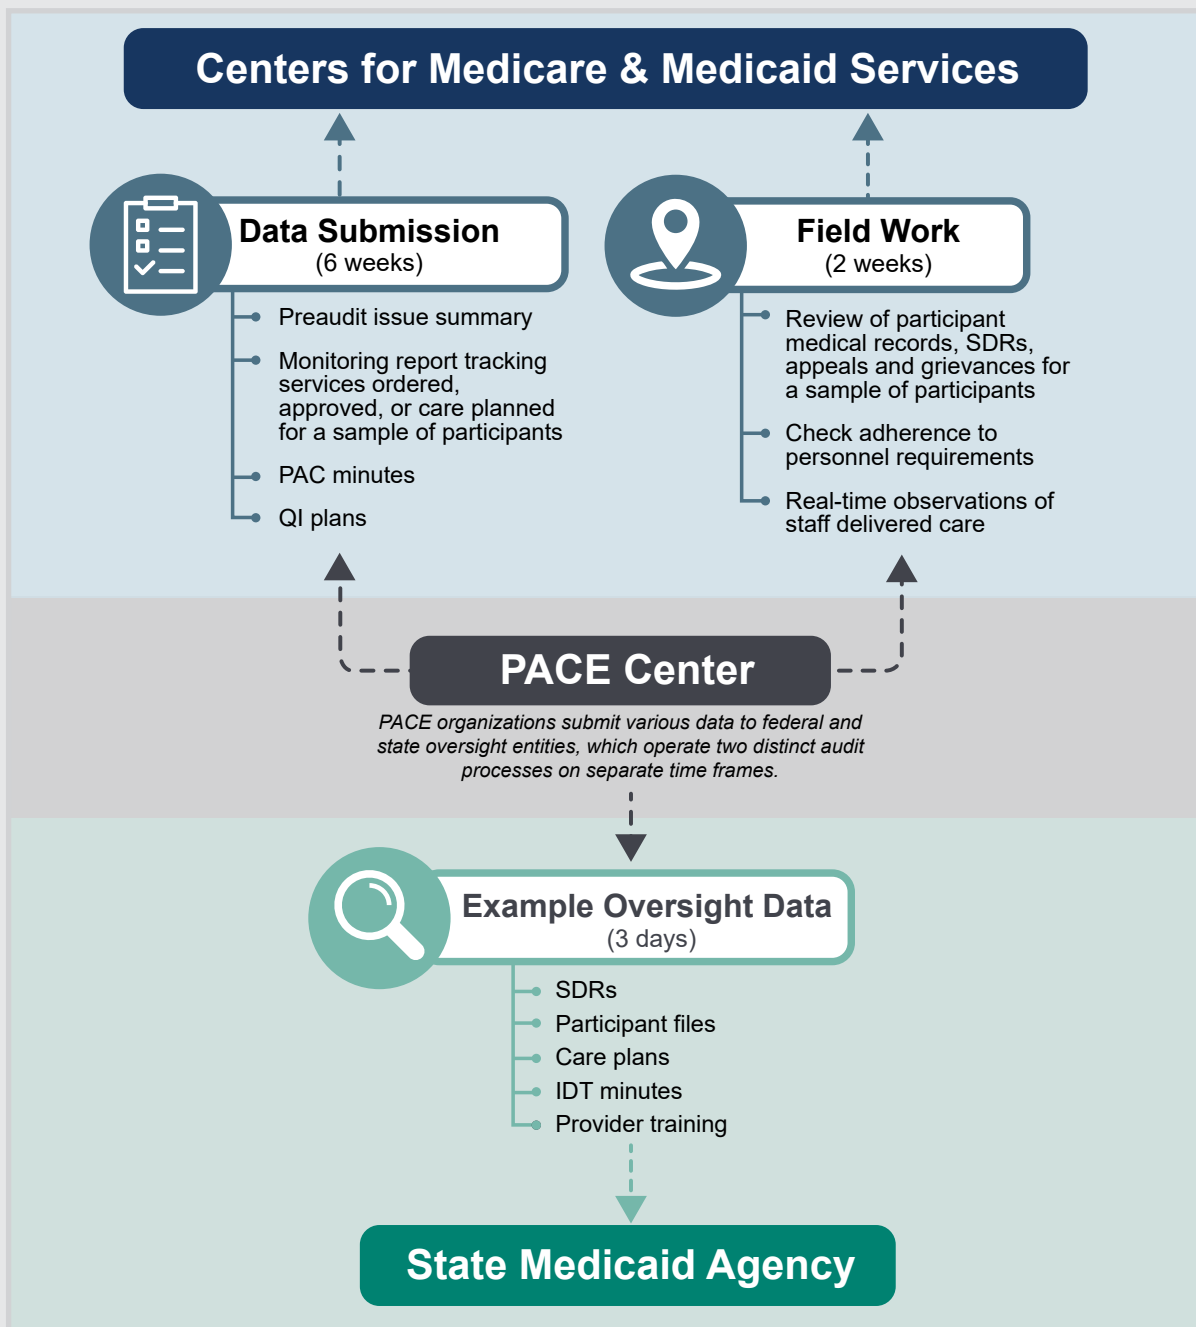 Centers for Medicare & Medicaid Services
Data Submission
(6 weeks)
Preaudit issue summary
Monitoring report tracking
services ordered,
approved, or care planned
for a sample of participants
PAC minutes
QI plans
Field Work
(2 weeks)
Review of participant
medical records, SDRs,
appeals and grievances for
a sample of participants
Check adherence to
personnel requirements
Real-time observations of
staff delivered care
PACE Center
PACE organizations submit various data to federal and
state oversight entities, which operate two distinct audit
processes on separate time frames.
Example Oversight Data
(3 days)
SDRs
Participant files
Care plans
IDT minutes
Provider training
State Medicaid Agency